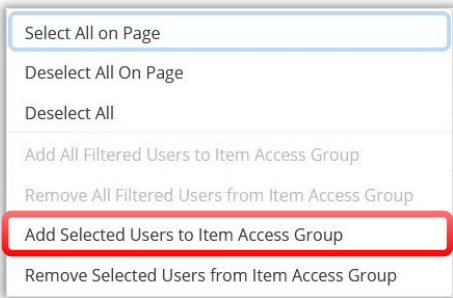 Select All on Page
Deselect All On Page
Deselect All
Add All Filtered Users to Item Access Group
Remove All Filtered Users from Item Access Group
Add Selected Users to Item Access Group
Remove Selected Users from Item Access Group